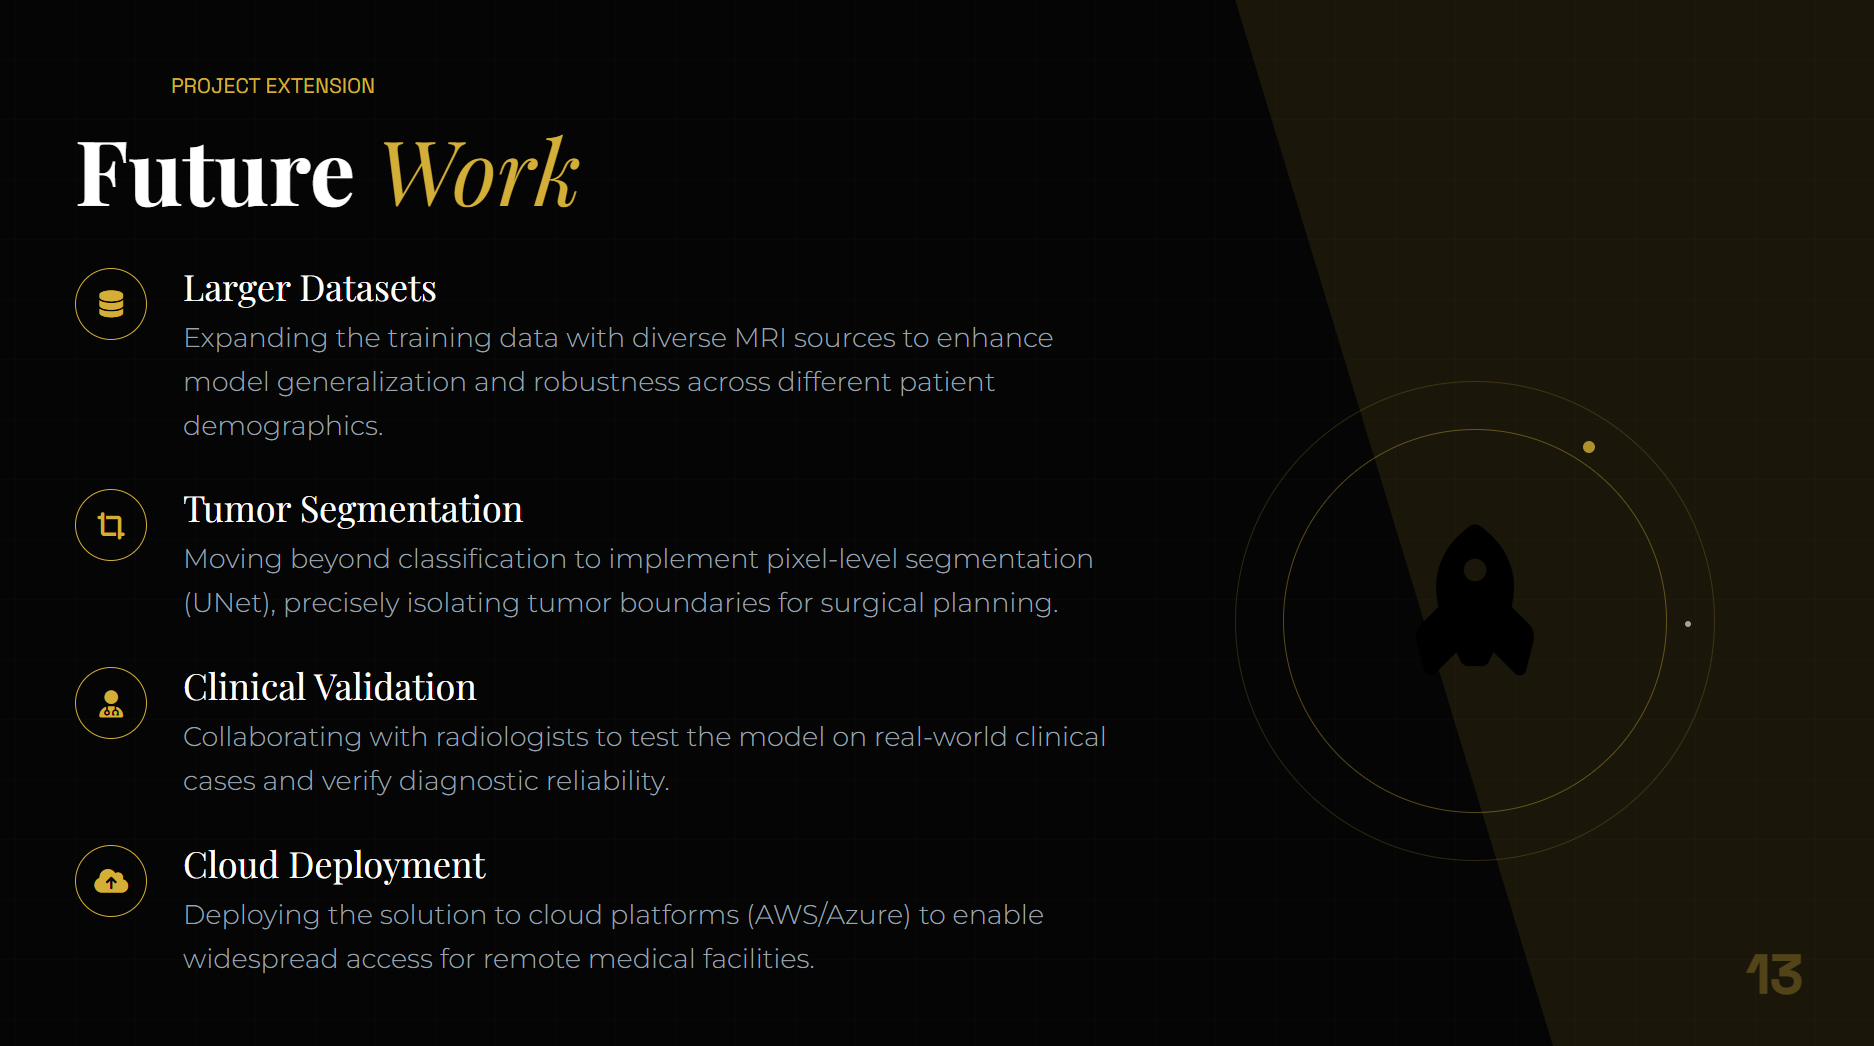 PROJECT EXTENSION
Future Work
Larger Datasets
Expanding the training data with diverse MRI sources to enhance
model generalization and robustness across different patient
demographics.
Tumor Segmentation
Moving beyond classification to implement pixel-level segmentation
(UNet), precisely isolating tumor boundaries for surgical planning.
Clinical Validation
Collaborating with radiologists to test the model on real-world clinical
cases and verify diagnostic reliability.
Cloud Deployment
Deploying the solution to cloud platforms (AWS/Azure) to enable
widespread access for remote medical facilities.
13